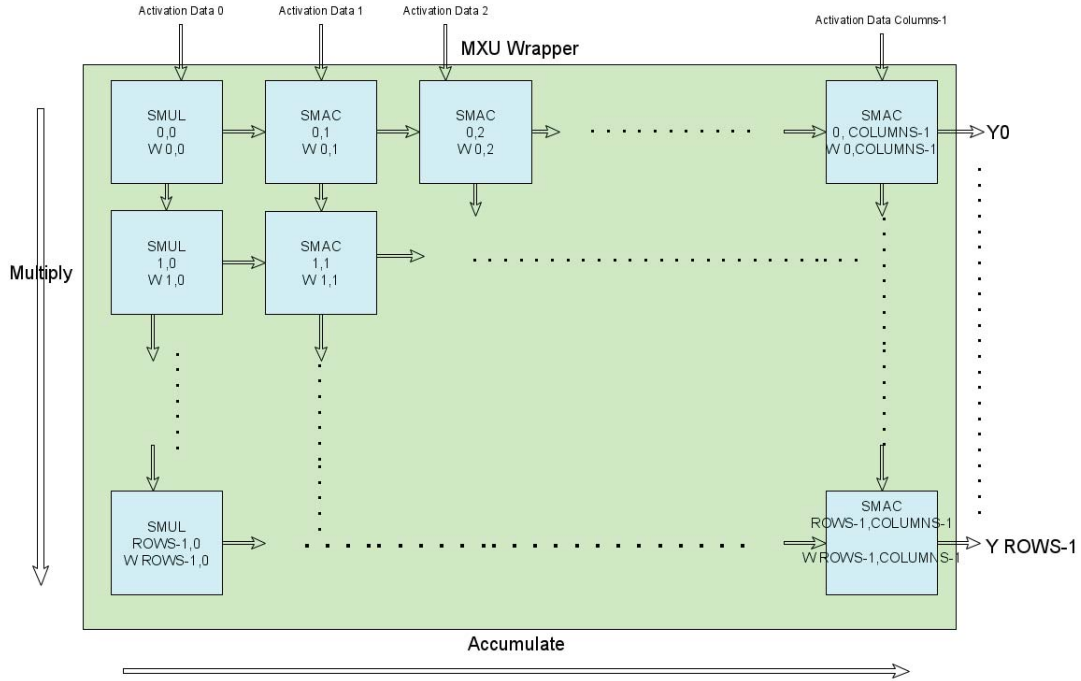 Activation Data 0
Activation Data 1
Activation Data 2
Activation Data Columns-1
MXU Wrapper
SMUL
0,0
W 0,0
SMAC
0,1
W 0,1
SMAC
0,2
W 0,2
SMAC
0, COLUMNS-1
W 0,COLUMNS-1
Y0
Multiply
SMUL
1,0
W 1,0
SMAC
1,1
W 1,1
SMUL
ROWS-1,0
W ROWS-1,0
SMAC
ROWS-1,COLUMNS-1
W ROWS-1,COLUMNS-1
Y ROWS-1
Accumulate